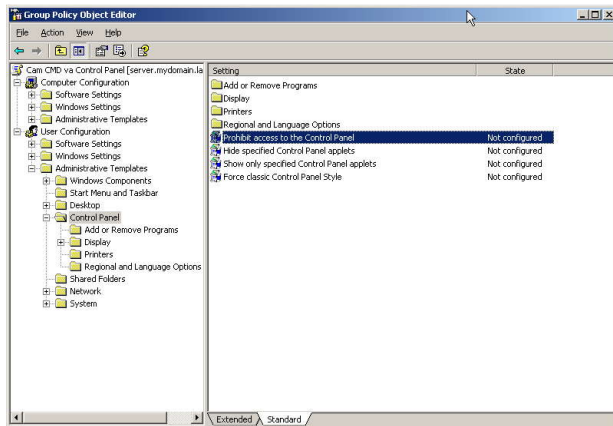 Group Policy Object Editor
File Action View Help
Cam CMD va Control Panel [server.mydomain.la
Computer Configuration
Software Settings
Windows Settings
Administrative Templates
User Configuration
Software Settings
Windows Settings
Administrative Templates
Windows Components
Start Menu and Taskbar
Desktop
Control Panel
Add or Remove Programs
Display
Printers
Regional and Language Options
Shared Folders
Network
System
Setting State
Add or Remove Programs
Display
Printers
Regional and Language Options
Prohibit access to the Control Panel Not configured
Hide specified Control Panel applets Not configured
Show only specified Control Panel applets Not configured
Force classic Control Panel Style Not configured
Extended Standard